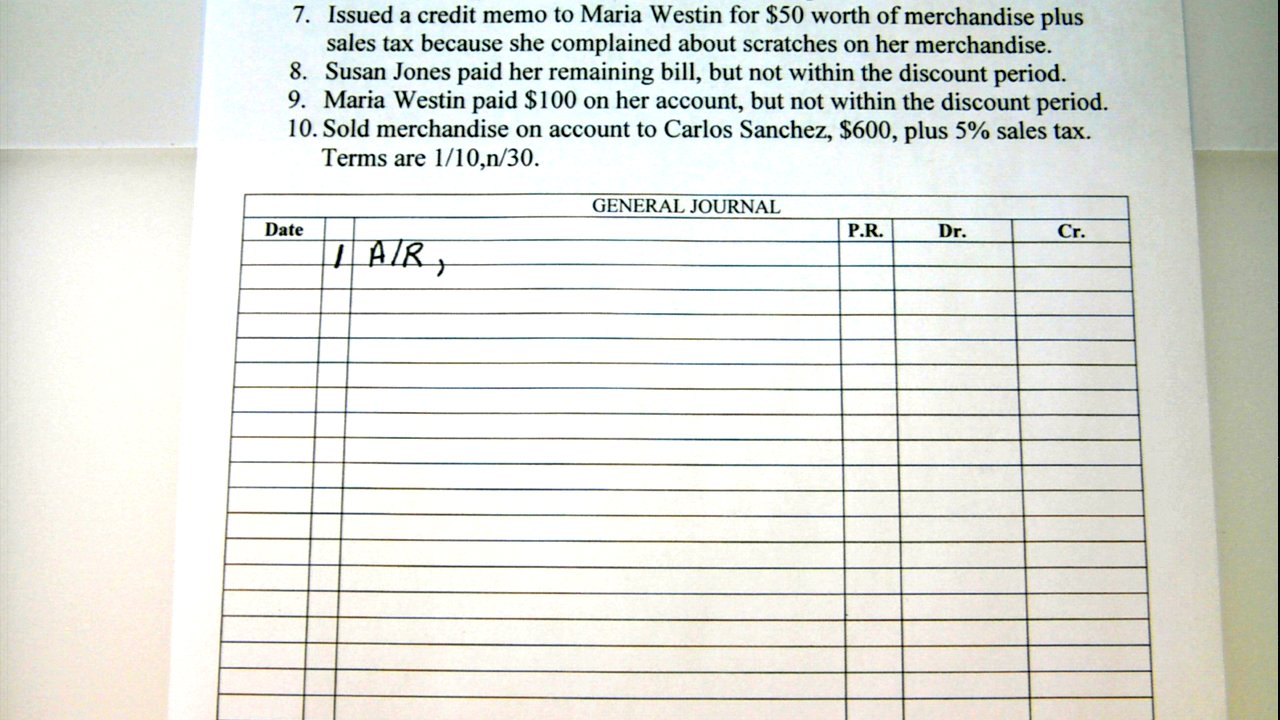 7. Issued a credit memo to Maria Westin for $50 worth of merchandise plus
sales tax because she complained about scratches on her merchandise.
8. Susan Jones paid her remaining bill, but not within the discount period.
9. Maria Westin paid $100 on her account, but not within the discount period.
10. Sold merchandise on account to Carlos Sanchez, $600, plus 5% sales tax.
Terms are 1/10,n/30.
GENERAL JOURNAL
Date P.R. Dr. Cr.
1 A/R,